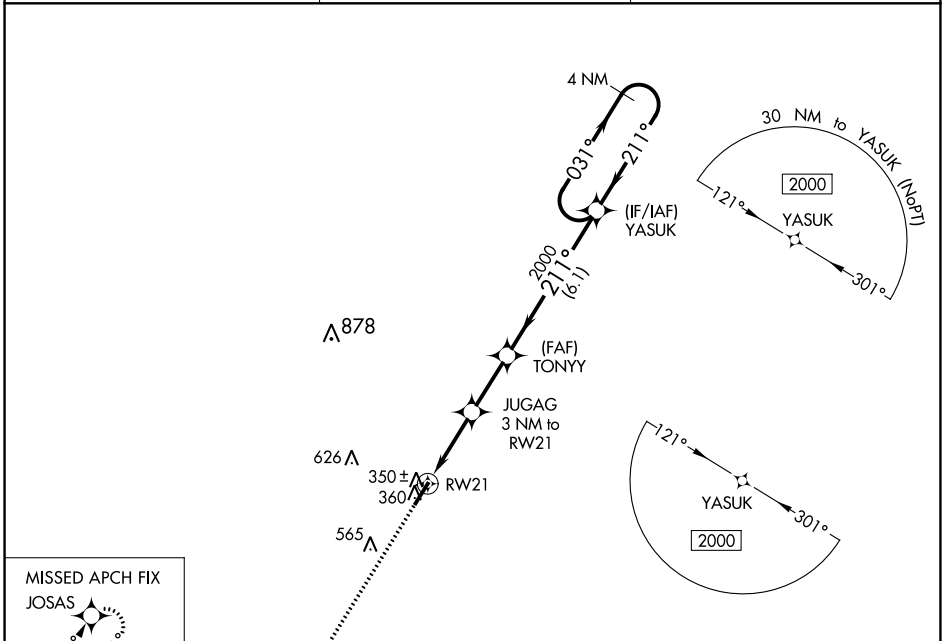 4 NM
031°
211°
(IF/IAF)
YASUK
30 NM to YASUK (NoPT)
2000
121°
YASUK
301°
2000
211°
(6.1)
878
(FAF)
TONYY
JUGAG
3 NM to
RW21
626
350 ±
360
RW21
565
121°
YASUK
301°
2000
MISSED APCH FIX
JOSAS